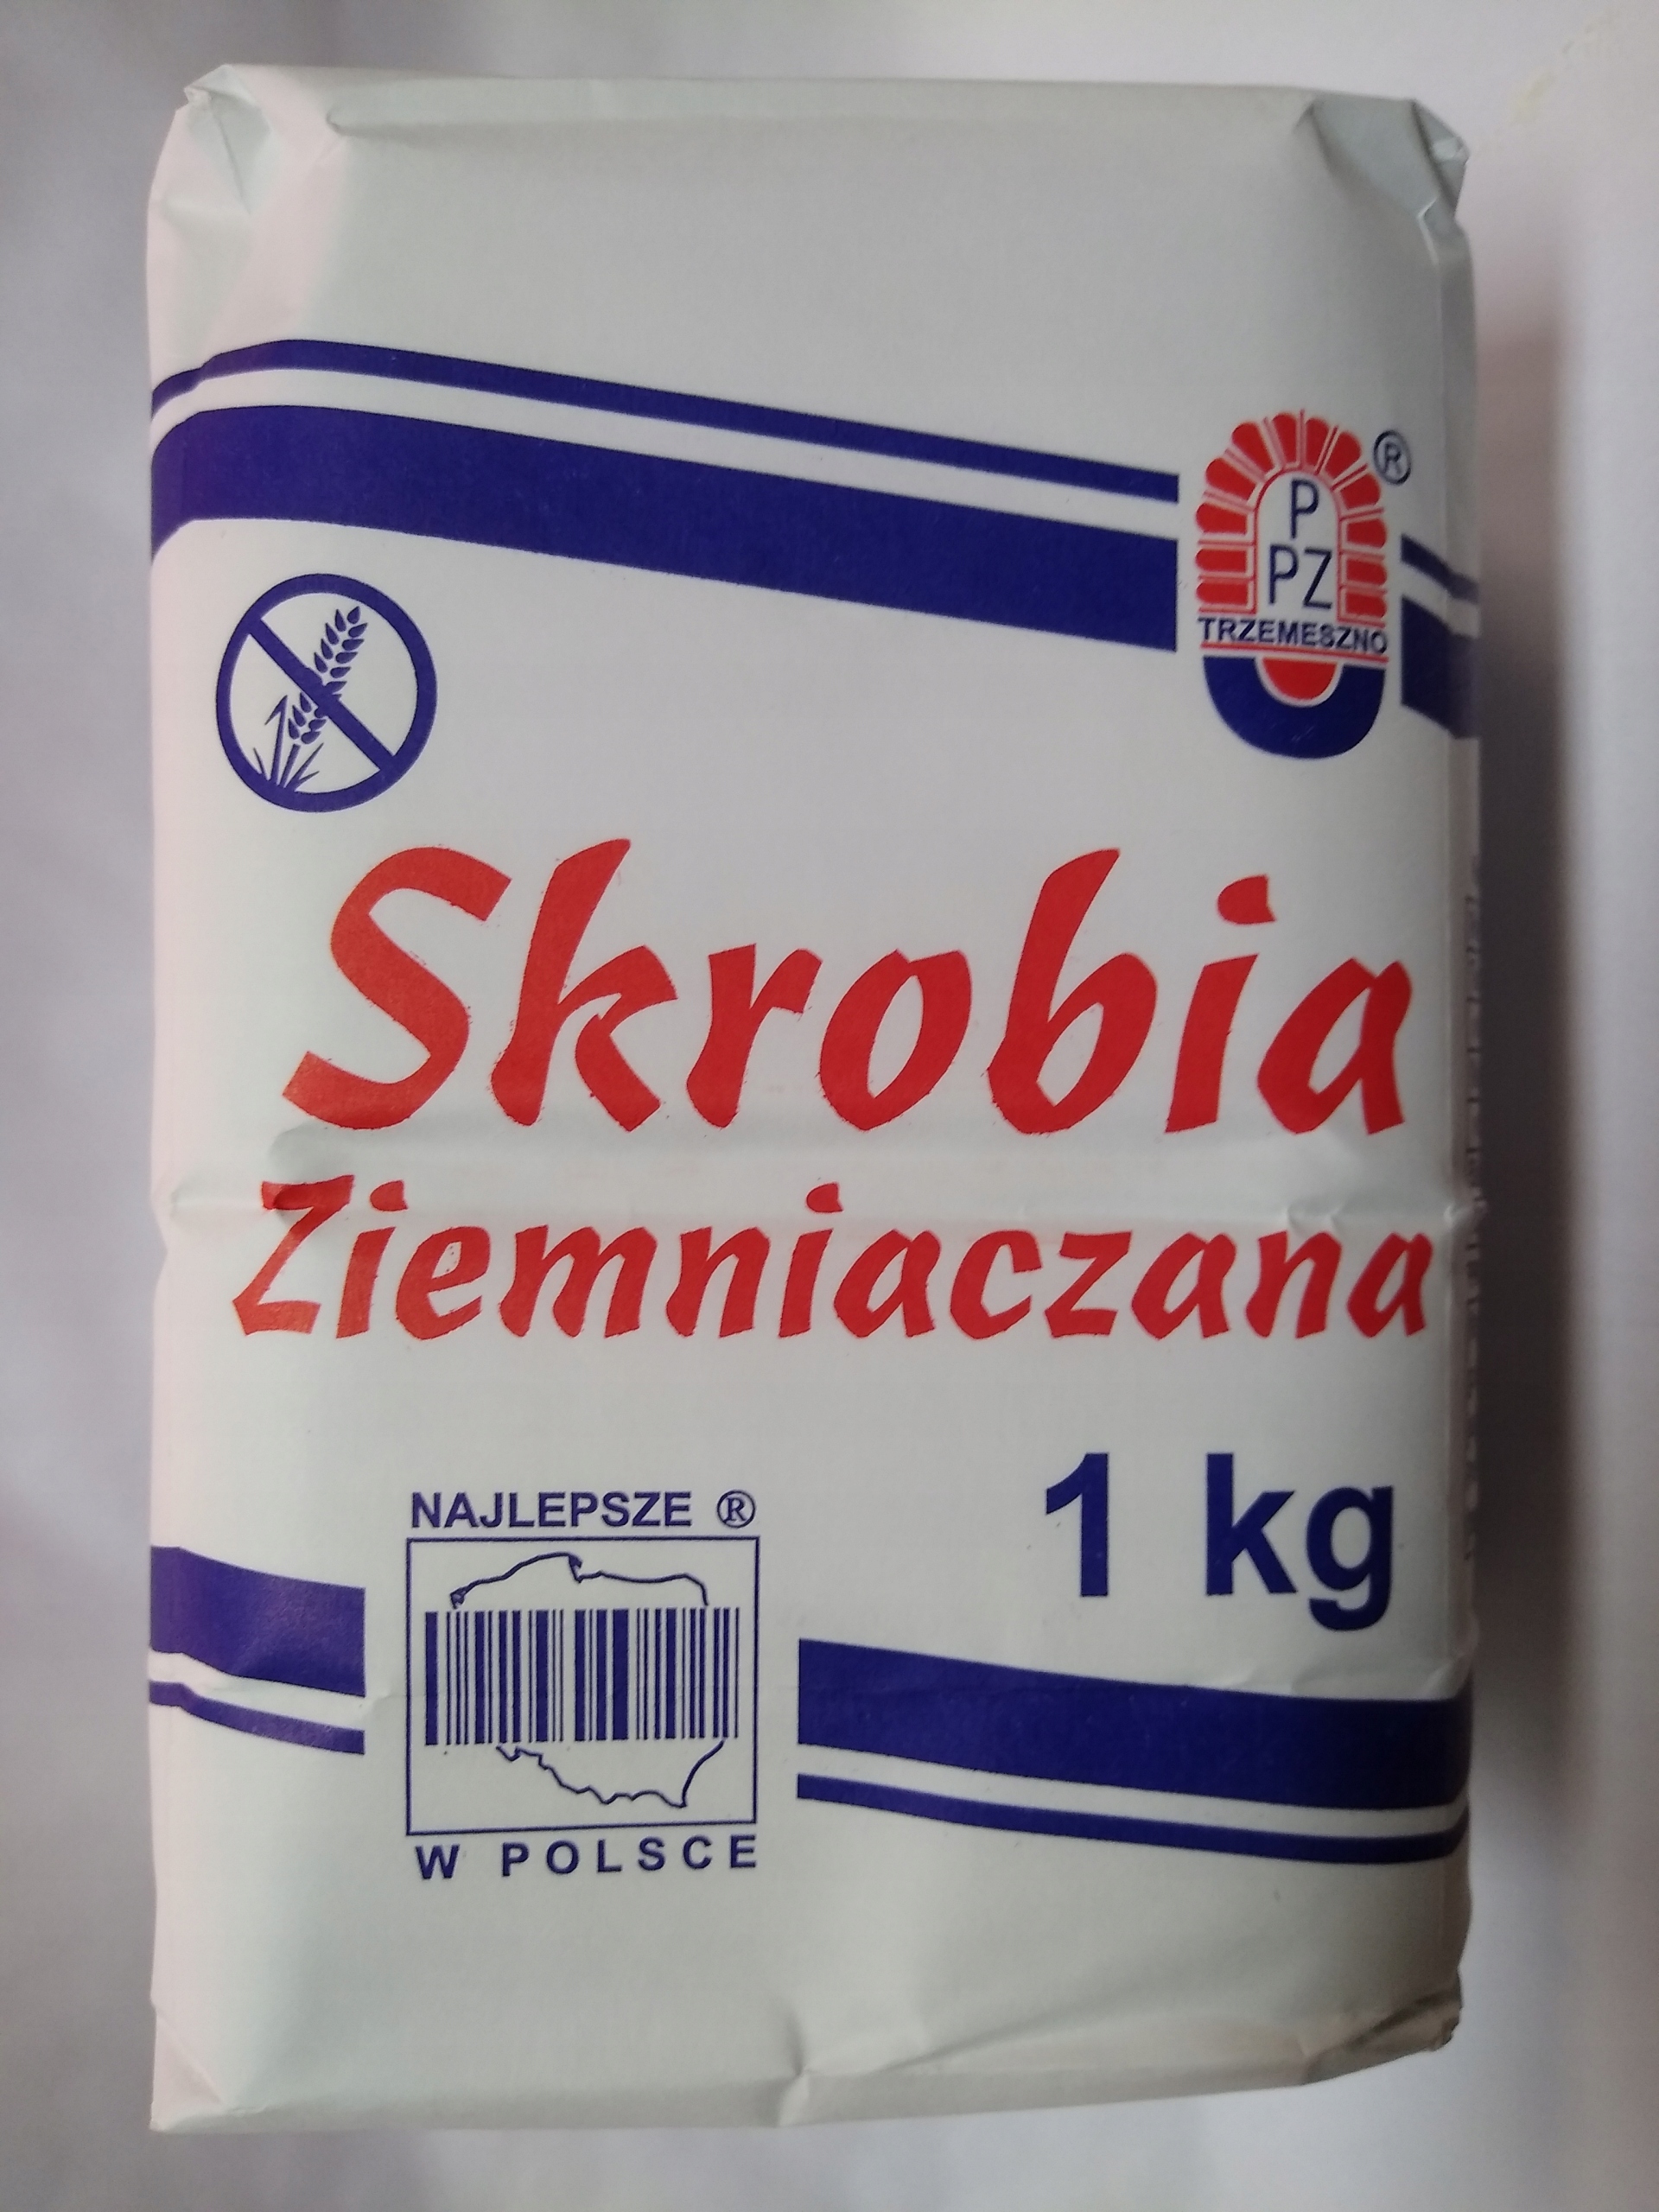 P
PZ
®
TRZEMESZNO
Skrobia
Ziemniaczana
1 kg
NAJLEPSZE ®
W POLSCE